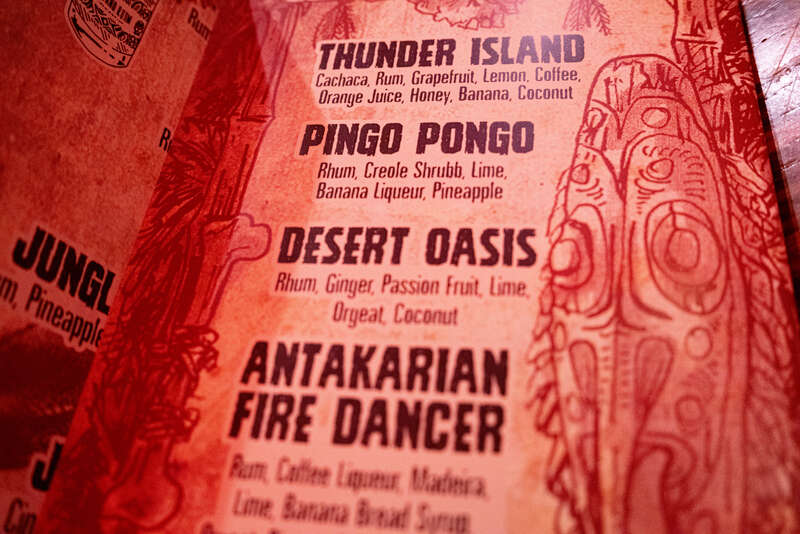 Rum
THUNDER ISLAND
Cachaca, Rum, Grapefruit, Lemon, Coffee,
Orange Juice, Honey, Banana, Coconut
PINGO PONGO
Rhum, Creole Shrubb, Lime,
Banana Liqueur, Pineapple
DESERT OASIS
Rhum, Ginger, Passion Fruit, Lime,
Orgeat, Coconut
ANTAKARIAN
FIRE DANCER
Rum, Coffee Liqueur, Madeira,
Lime, Banana Bread Syrup,
JUNGL
Pineapple
J